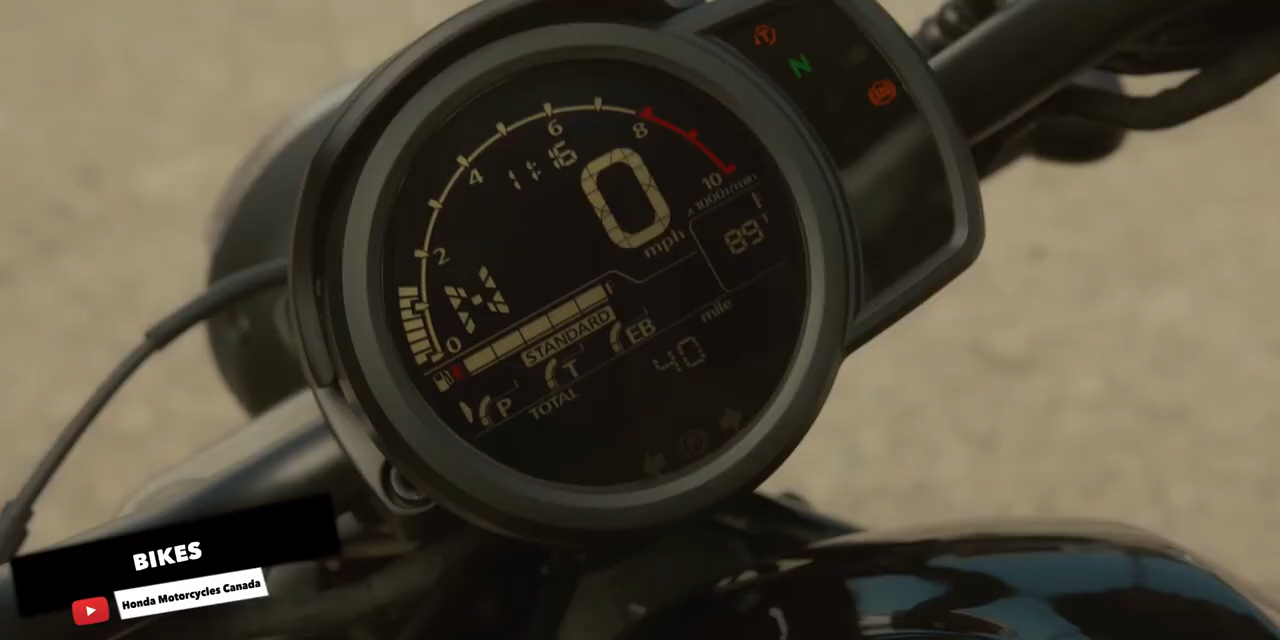 N
6
8
11:16
4
0
10
x1000r/min
mph
89
2
N
F
0
STANDARD
EB
mile
T
40
P
TOTAL
BIKES
Honda Motorcycles Canada